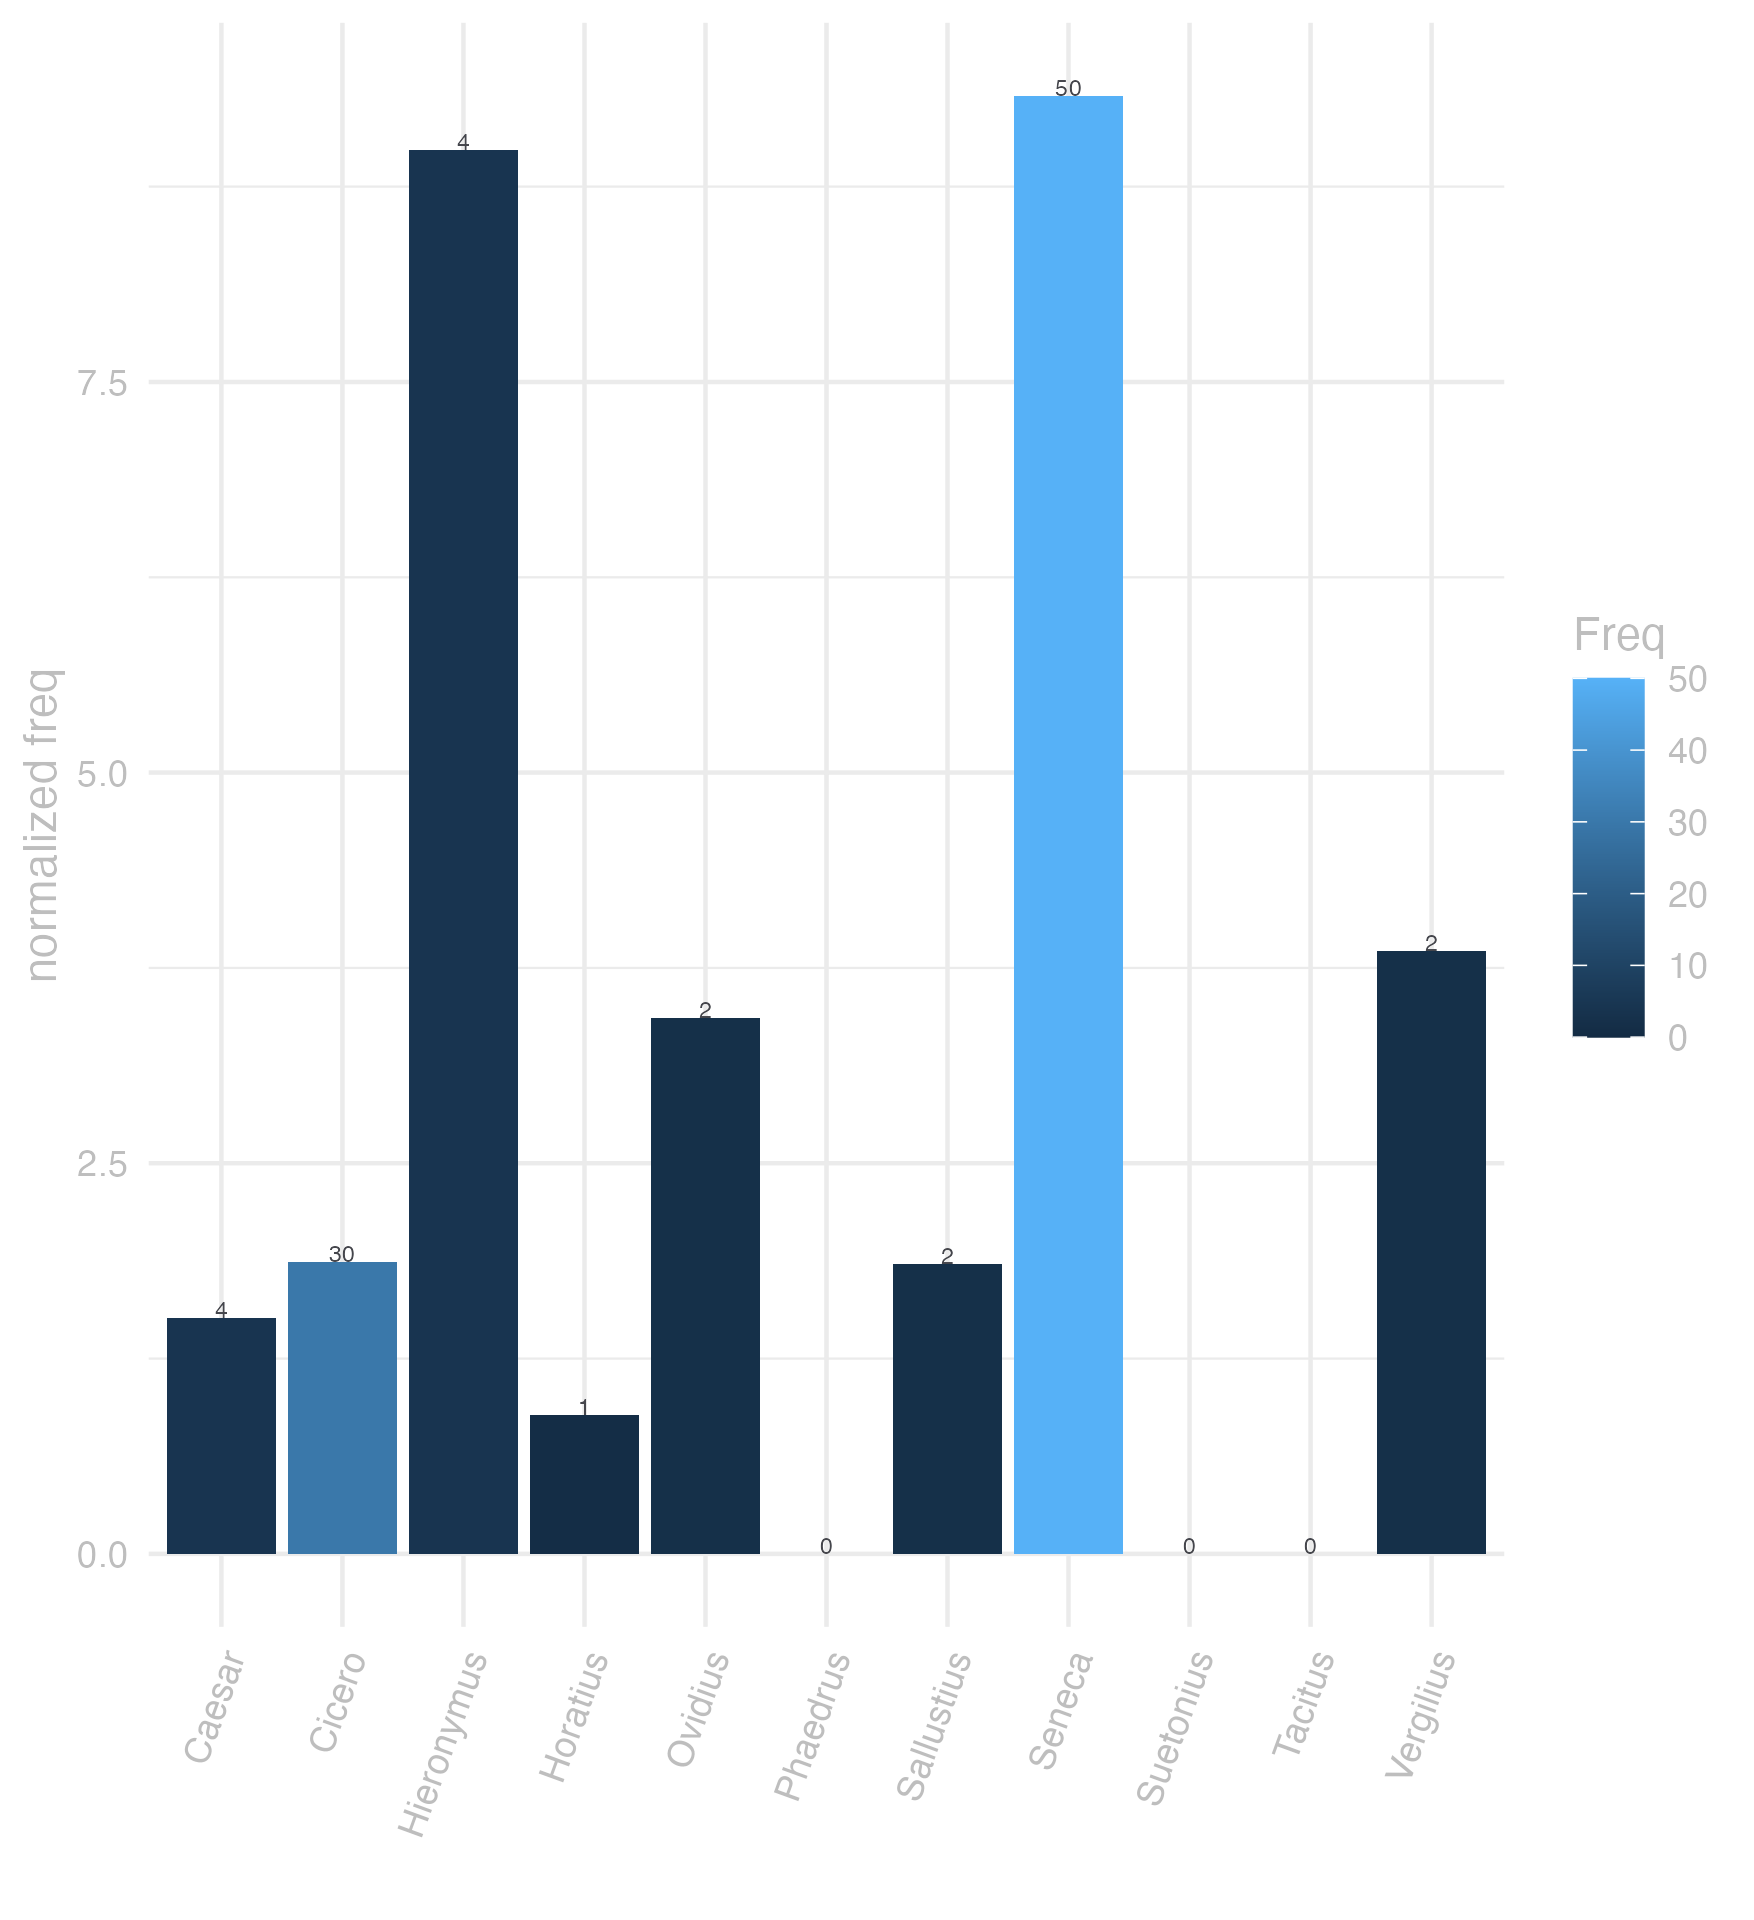 50
4
7.5
Freq
50
normalized freq
5.0
40
30
20
2
10
2
0
2.5
30
2
4
1
0.0
0
0
0
Caesar
Cicero
Hieronymus
Horatius
Ovidius
Phaedrus
Sallustius
Seneca
Suetonius
Tacitus
Vergilius